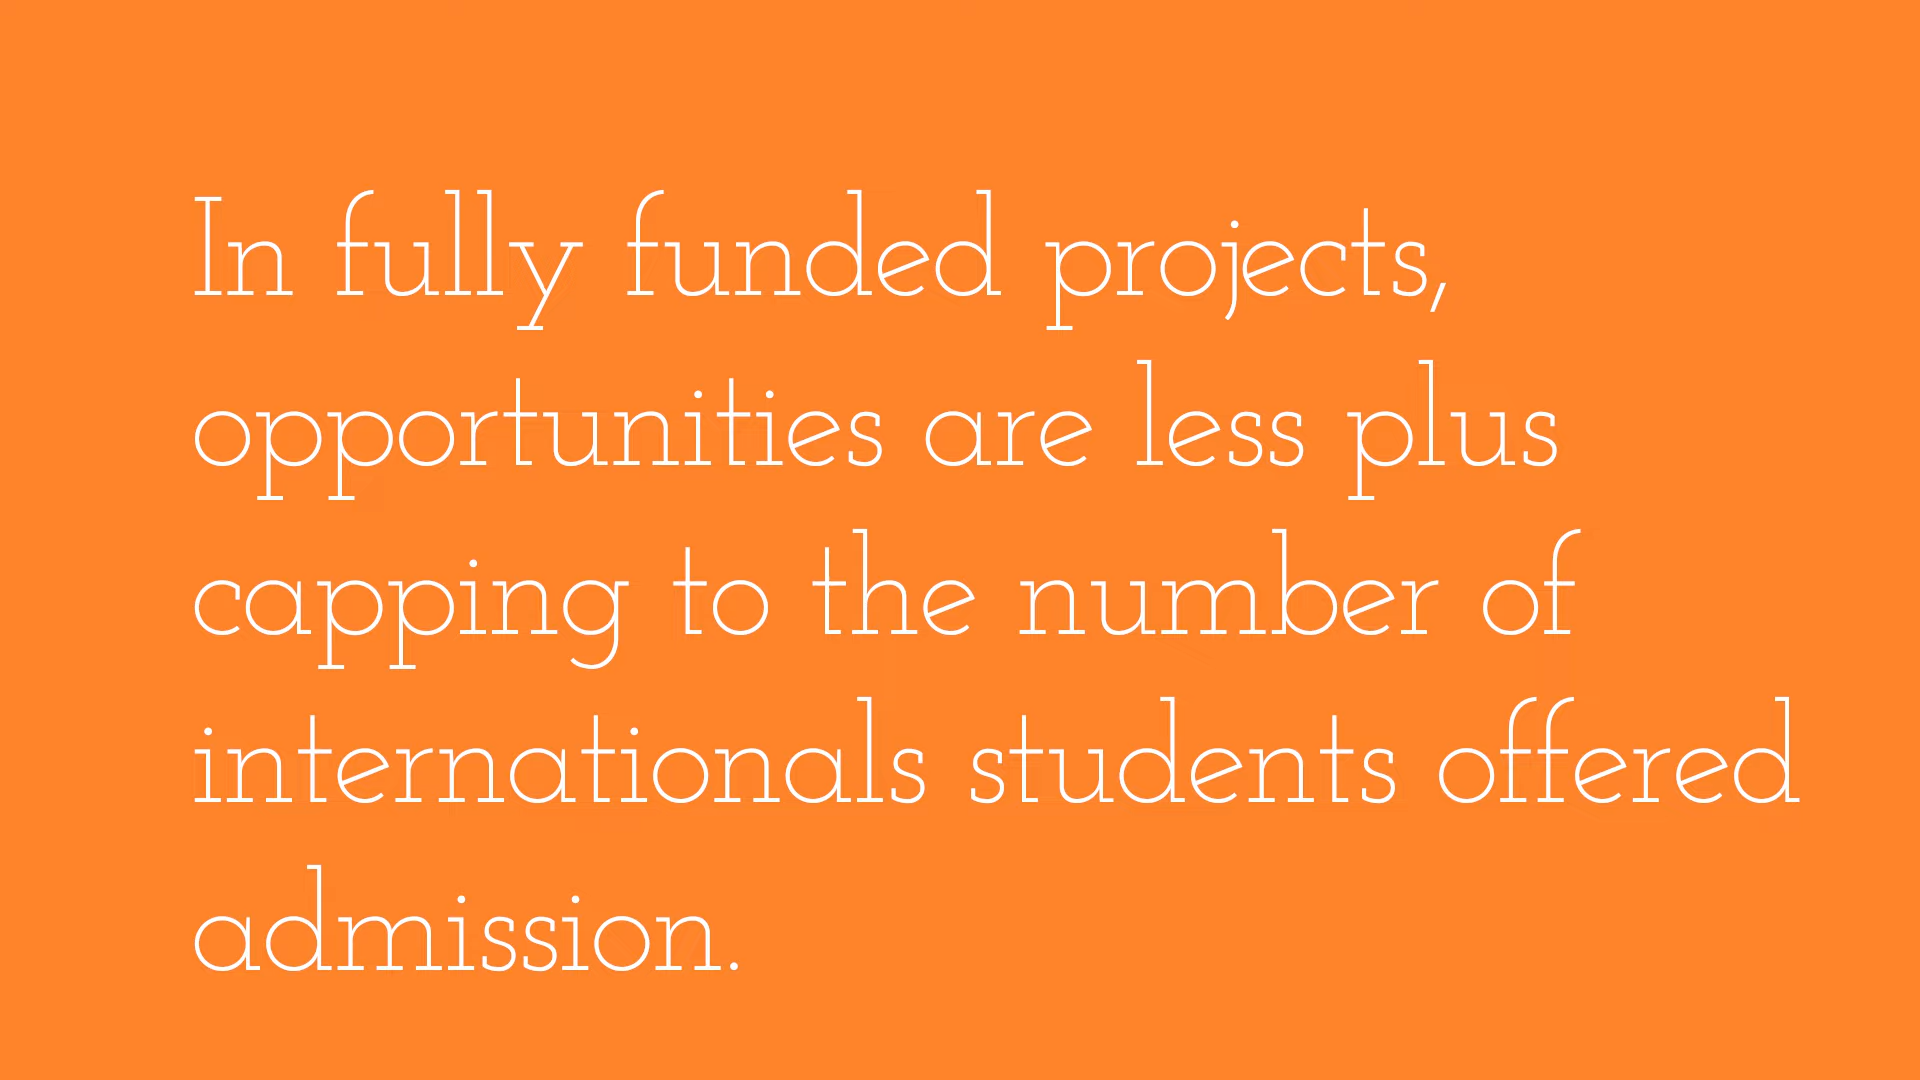 In fully funded projects,
opportunities are less plus
capping to the number of
internationals students offered
admission.